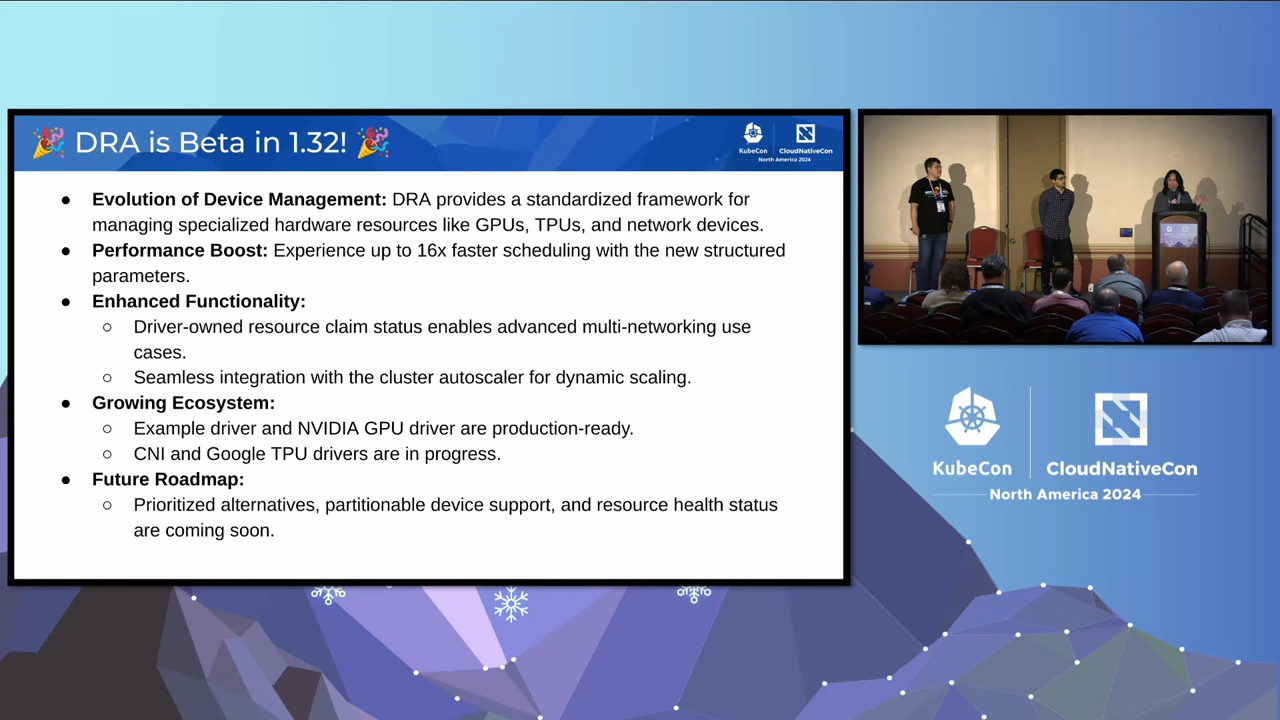 🎉 DRA is Beta in 1.32! 🎉
KubeCon
CloudNativeCon
North America 2024
● Evolution of Device Management: DRA provides a standardized framework for
managing specialized hardware resources like GPUs, TPUs, and network devices.
● Performance Boost: Experience up to 16x faster scheduling with the new structured
parameters.
● Enhanced Functionality:
○ Driver-owned resource claim status enables advanced multi-networking use
cases.
○ Seamless integration with the cluster autoscaler for dynamic scaling.
● Growing Ecosystem:
○ Example driver and NVIDIA GPU driver are production-ready.
○ CNI and Google TPU drivers are in progress.
● Future Roadmap:
○ Prioritized alternatives, partitionable device support, and resource health status
are coming soon.
KubeCon
CloudNativeCon
North America 2024